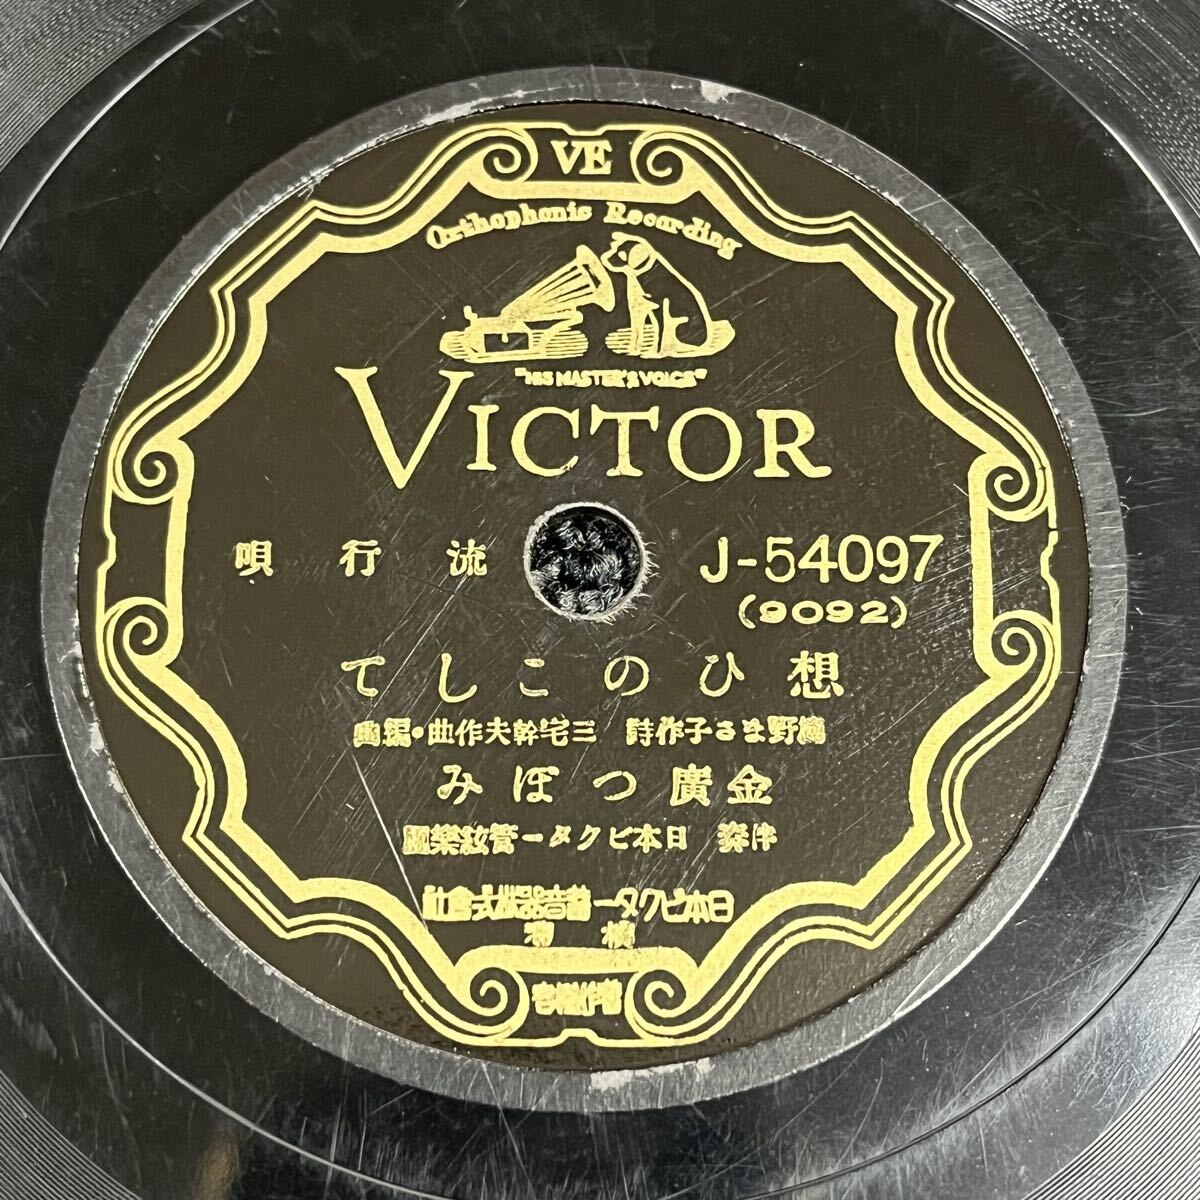 VE
Orthophonic Recording
"HIS MASTER'S VOICE"
VICTOR
流行唄
J-54097
(9092)
想ひのこして
野まさ子作詩 三宅幹夫作曲・編曲
金廣つぼみ
伴奏 日本ビクター管絃樂團
日本ビクター蓄音器株式會社